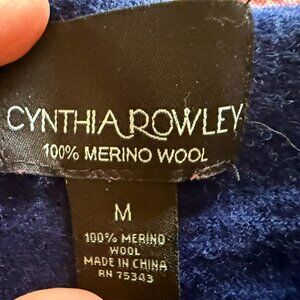 CYNTHIA ROWLEY
100% MERINO WOOL
M
100% MERINO
WOOL
MADE IN CHINA
RN 75343